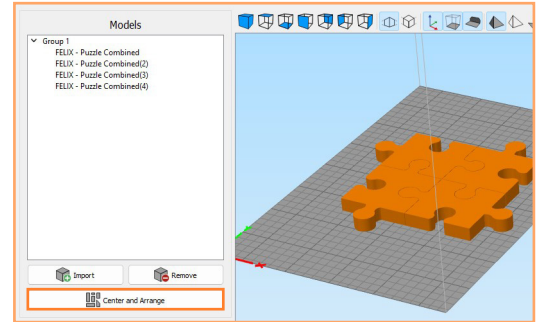 Models
Group 1
FELIX - Puzzle Combined
FELIX - Puzzle Combined(2)
FELIX - Puzzle Combined(3)
FELIX - Puzzle Combined(4)
Import
Remove
Center and Arrange